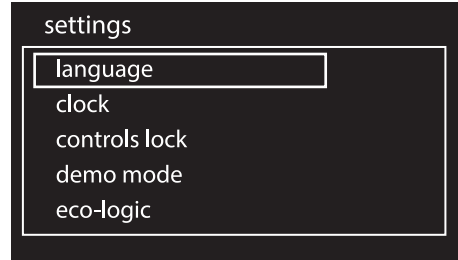 settings
language
clock
controls lock
demo mode
eco-logic